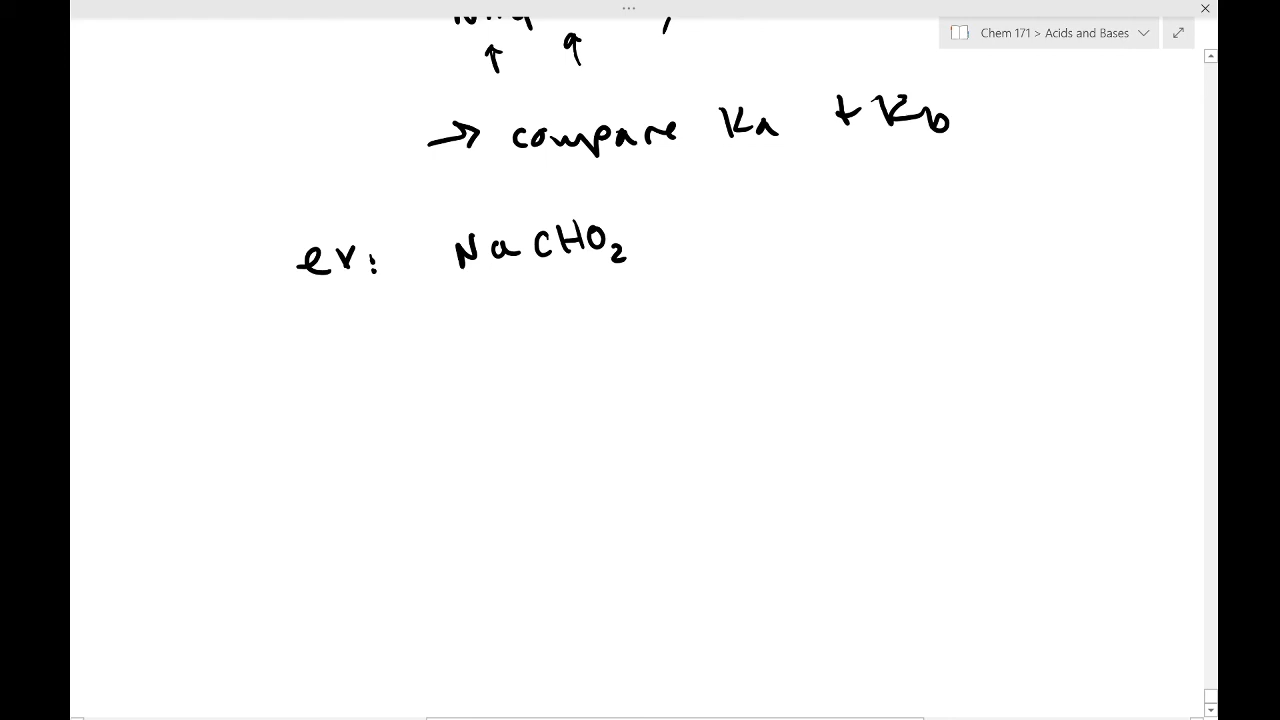 Chem 171 > Acids and Bases
→ compare Ka + Kb
ex: NaCHO₂